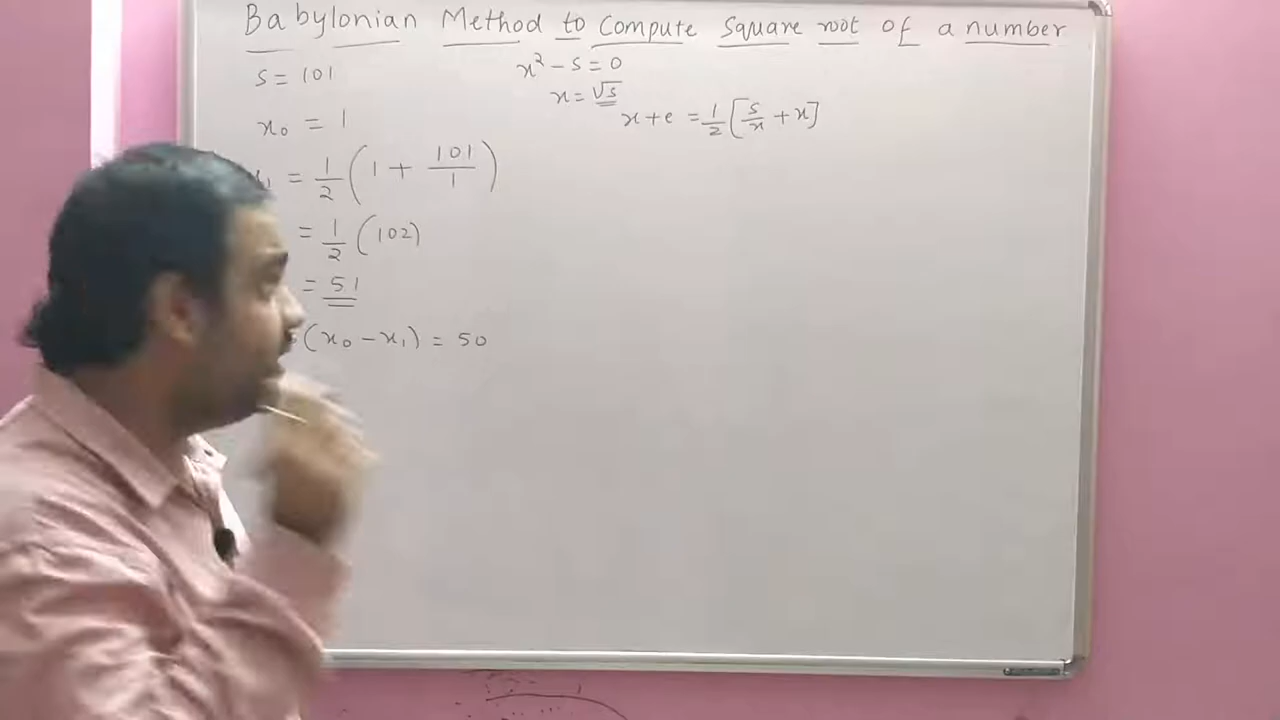 Babylonian Method to Compute Square root of a number
s = 101
x² - s = 0
x = √s
x + e = 1/2 [s/x + x]
x₀ = 1
₁ = 1/2 (1 + 101/1)
= 1/2 (102)
= 51
(x₀ - x₁) = 50